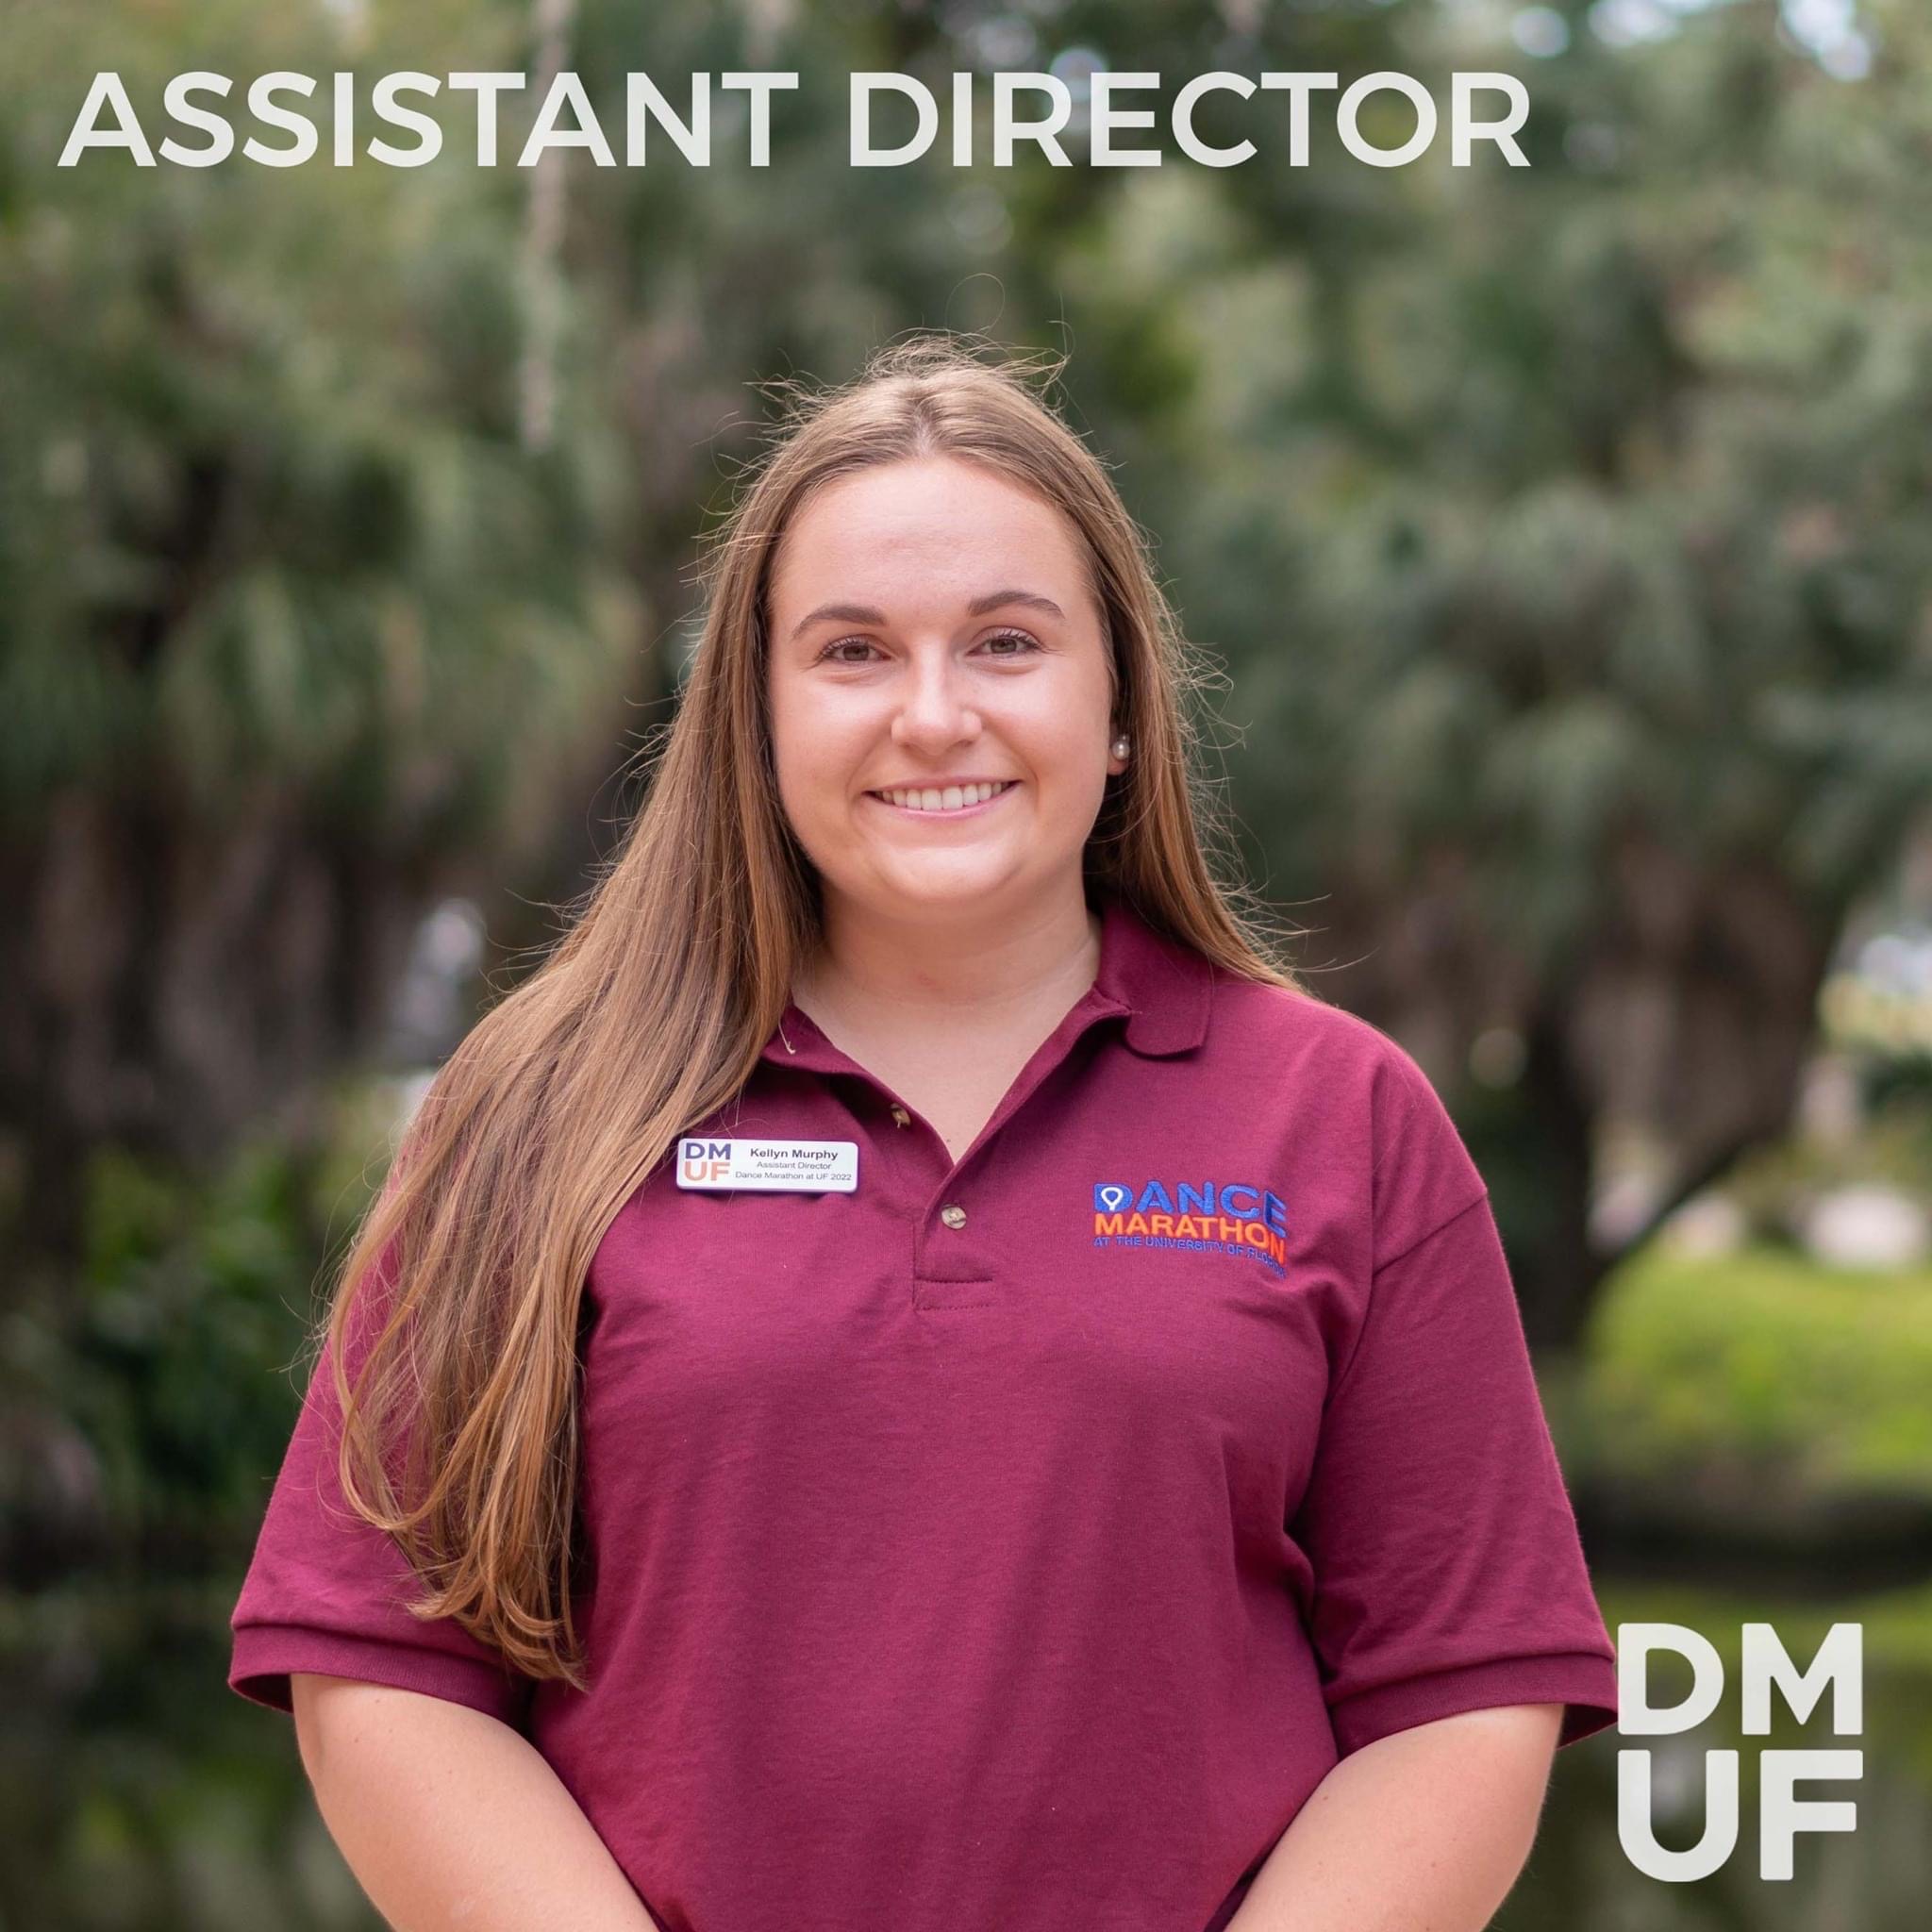 ASSISTANT DIRECTOR
DM
UF
Kellyn Murphy
Assistant Director
Dance Marathon at UF 2022
DANCE
MARATHON
AT THE UNIVERSITY OF FLORIDA
DM
UF